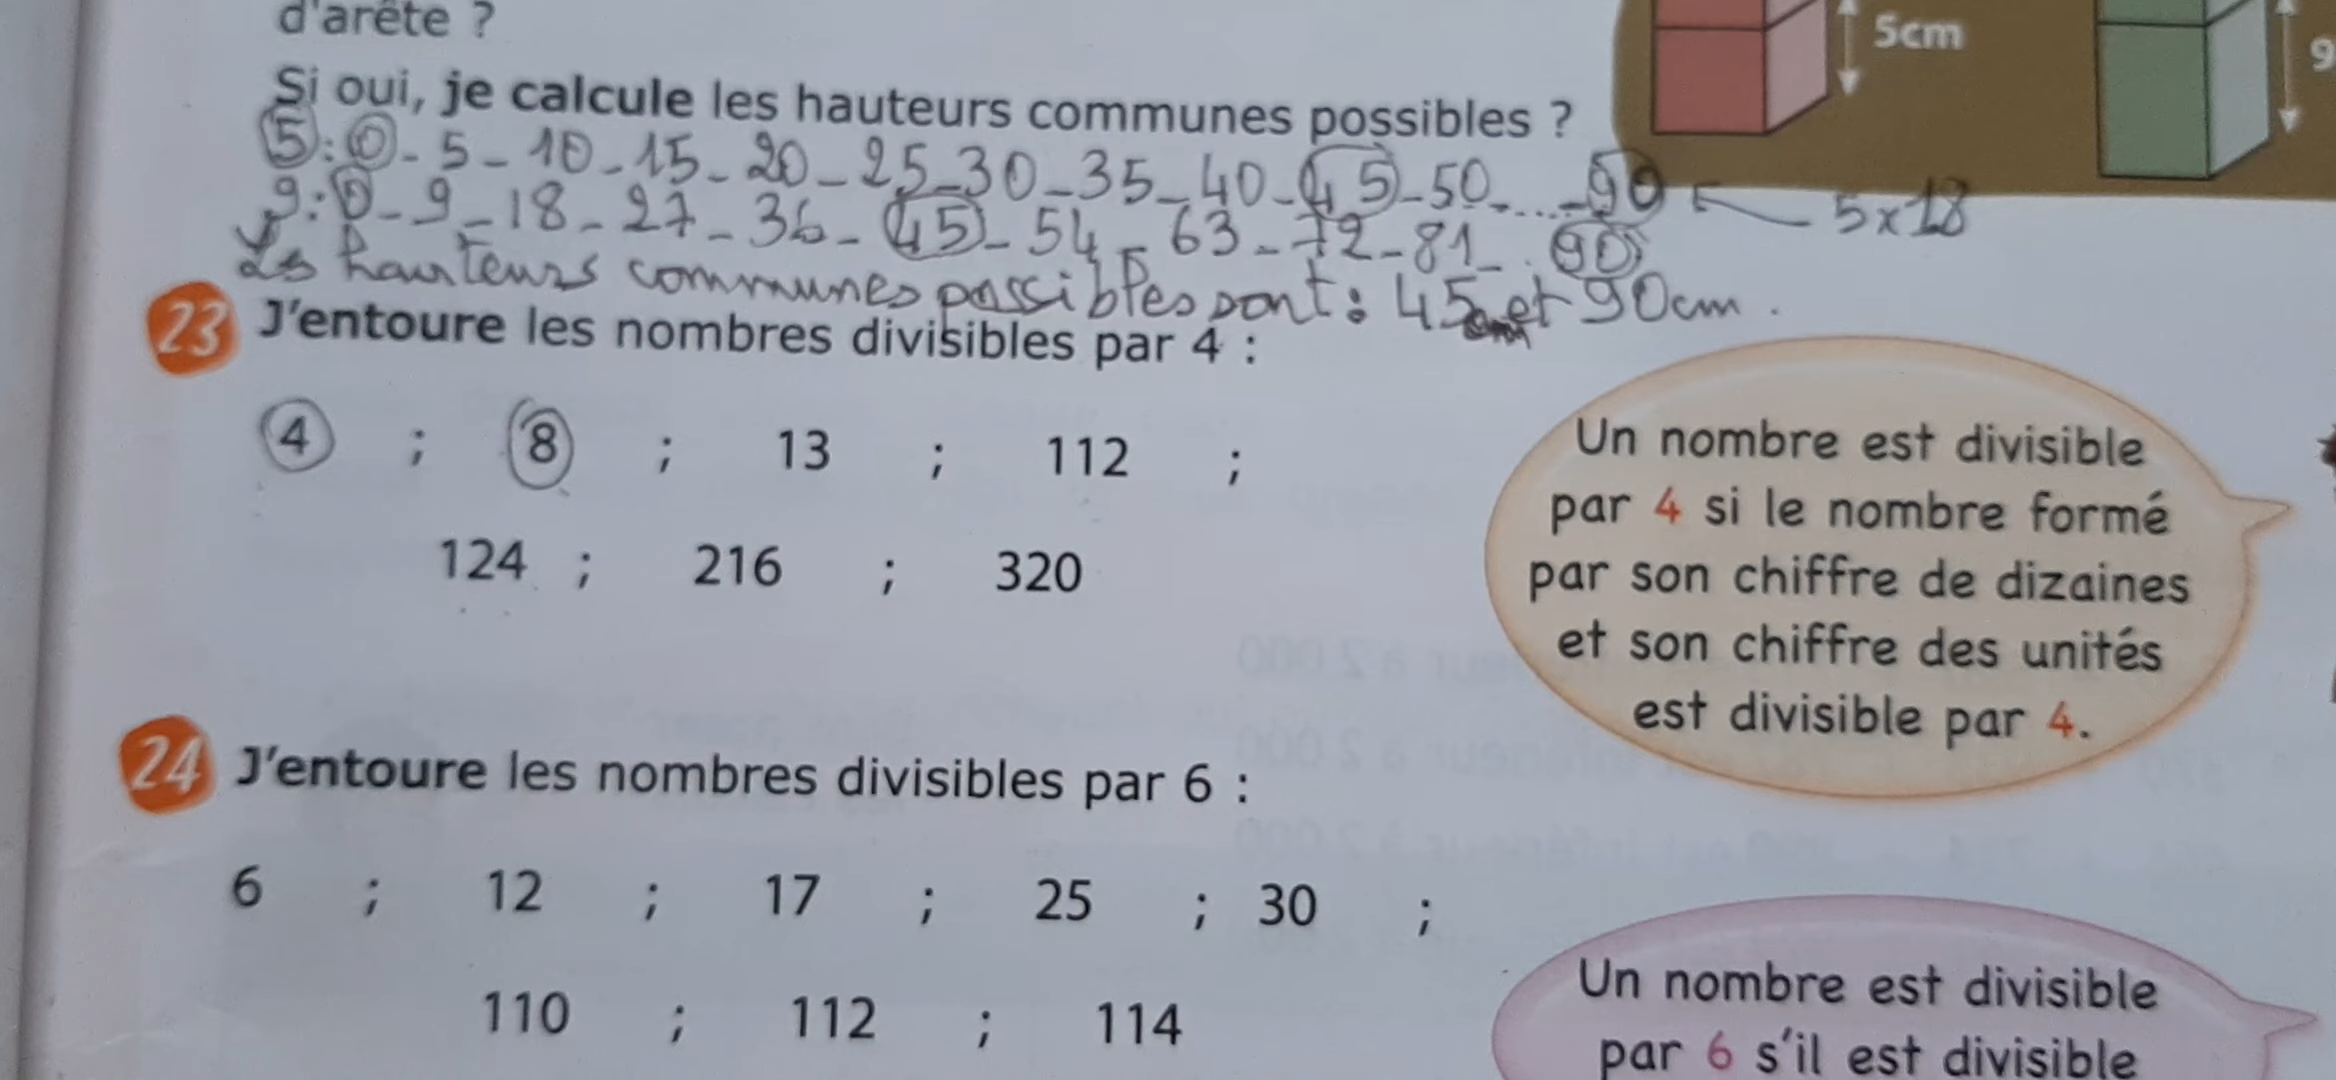 d'arête ?
Si oui, je calcule les hauteurs communes possibles ?
5cm
9
5:0-5-10-15-20-25-30-35-40-45-50-....-90 ← 5x18
9:0-9-18-27-36-45-54-63-72-81-.90
Les hauteurs communes possibles sont : 45 et 90cm.
23 J'entoure les nombres divisibles par 4 :
4 ; 8 ; 13 ; 112 ;
124 ; 216 ; 320
Un nombre est divisible
par 4 si le nombre formé
par son chiffre de dizaines
et son chiffre des unités
est divisible par 4.
24 J'entoure les nombres divisibles par 6 :
6 ; 12 ; 17 ; 25 ; 30 ;
110 ; 112 ; 114
Un nombre est divisible
par 6 s'il est divisible